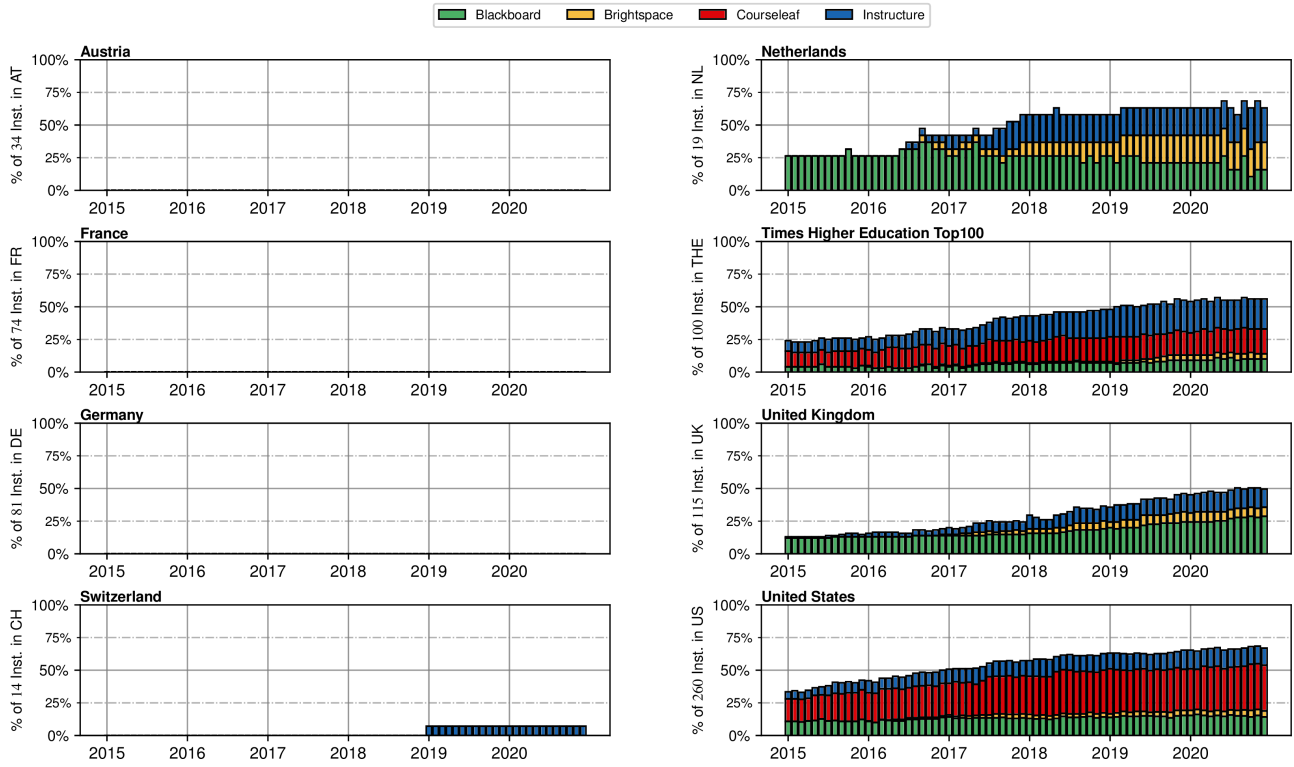 Blackboard Brightspace Courseleaf Instructure
Austria
% of 34 Inst. in AT
100%
75%
50%
25%
0%
2015 2016 2017 2018 2019 2020
Netherlands
% of 19 Inst. in NL
100%
75%
50%
25%
0%
2015 2016 2017 2018 2019 2020
France
% of 74 Inst. in FR
100%
75%
50%
25%
0%
2015 2016 2017 2018 2019 2020
Times Higher Education Top100
% of 100 Inst. in THE
100%
75%
50%
25%
0%
2015 2016 2017 2018 2019 2020
Germany
% of 81 Inst. in DE
100%
75%
50%
25%
0%
2015 2016 2017 2018 2019 2020
United Kingdom
% of 115 Inst. in UK
100%
75%
50%
25%
0%
2015 2016 2017 2018 2019 2020
Switzerland
% of 14 Inst. in CH
100%
75%
50%
25%
0%
2015 2016 2017 2018 2019 2020
United States
% of 260 Inst. in US
100%
75%
50%
25%
0%
2015 2016 2017 2018 2019 2020